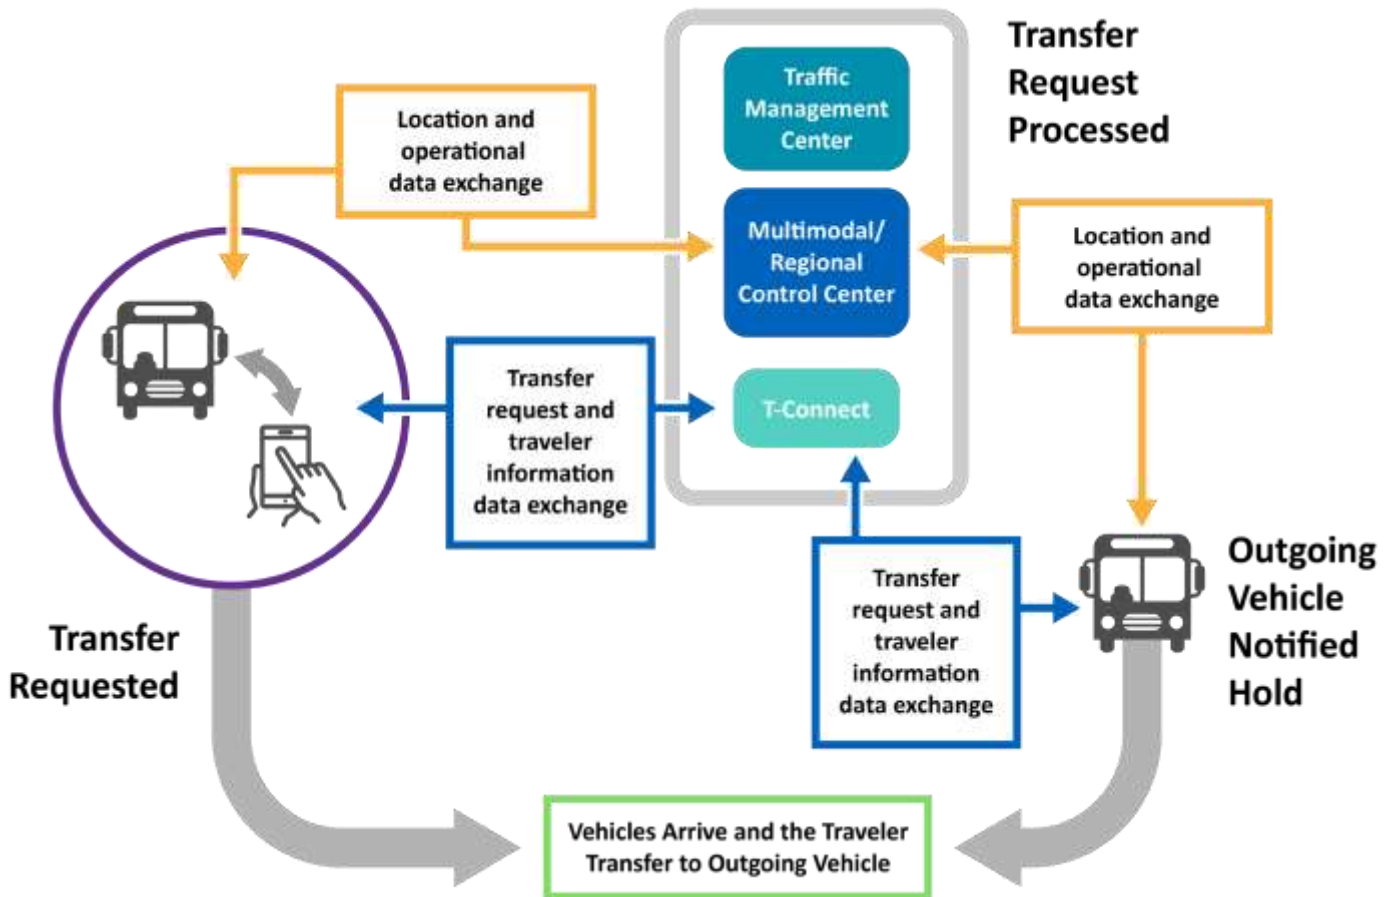 Transfer
Request
Processed
Traffic
Management
Center
Location and
operational
data exchange
Multimodal/
Regional
Control Center
Location and
operational
data exchange
Transfer
request and
traveler
information
data exchange
T-Connect
Transfer
request and
traveler
information
data exchange
Outgoing
Vehicle
Notified
Hold
Transfer
Requested
Vehicles Arrive and the Traveler
Transfer to Outgoing Vehicle